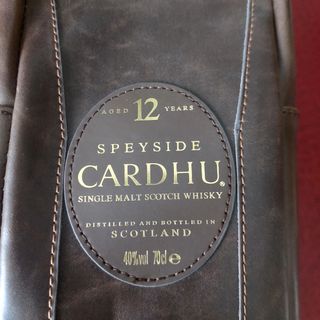 AGED 12 YEARS
SPEYSIDE
CARDHU®
SINGLE MALT SCOTCH WHISKY
DISTILLED AND BOTTLED IN
SCOTLAND
40%vol 70cl ℮